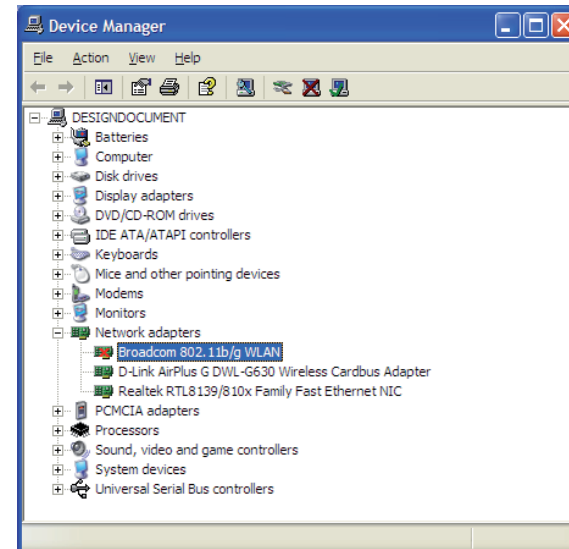 Device Manager
File Action View Help
DESIGNDOCUMENT
Batteries
Computer
Disk drives
Display adapters
DVD/CD-ROM drives
IDE ATA/ATAPI controllers
Keyboards
Mice and other pointing devices
Modems
Monitors
Network adapters
Broadcom 802.11b/g WLAN
D-Link AirPlus G DWL-G630 Wireless Cardbus Adapter
Realtek RTL8139/810x Family Fast Ethernet NIC
PCMCIA adapters
Processors
Sound, video and game controllers
System devices
Universal Serial Bus controllers